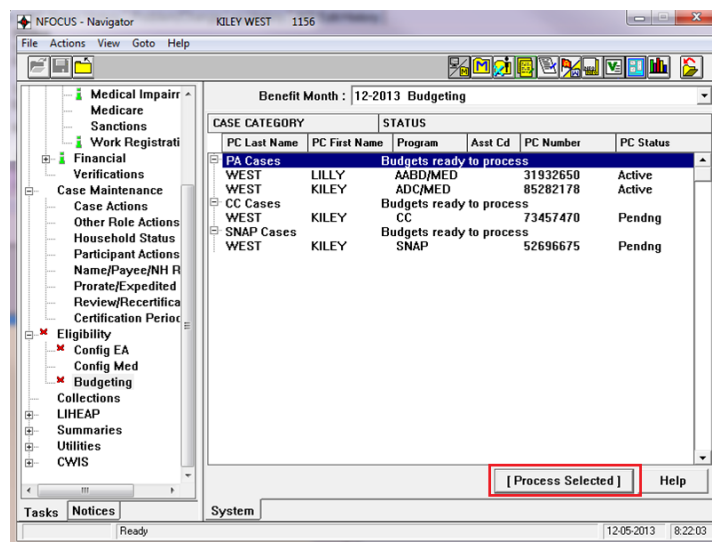 NFOCUS - Navigator KILEY WEST 1156
File Actions View Goto Help
Medical Impairr
Medicare
Sanctions
Work Registrati
Financial
Verifications
Case Maintenance
Case Actions
Other Role Actions
Household Status
Participant Actions
Name/Payee/NH R
Prorate/Expedited
Review/Recertifica
Certification Perioc
Eligibility
Config EA
Config Med
Budgeting
Collections
LIHEAP
Summaries
Utilities
CWIS
Tasks Notices
Benefit Month : 12-2013 Budgeting
CASE CATEGORY STATUS
PC Last Name PC First Name Program Asst Cd PC Number PC Status
PA Cases Budgets ready to process
WEST LILLY AABD/MED 31932650 Active
WEST KILEY ADC/MED 85282178 Active
CC Cases Budgets ready to process
WEST KILEY CC 73457470 Pendng
SNAP Cases Budgets ready to process
WEST KILEY SNAP 52696675 Pendng
[ Process Selected ] Help
System
Ready 12-05-2013 8:22:03